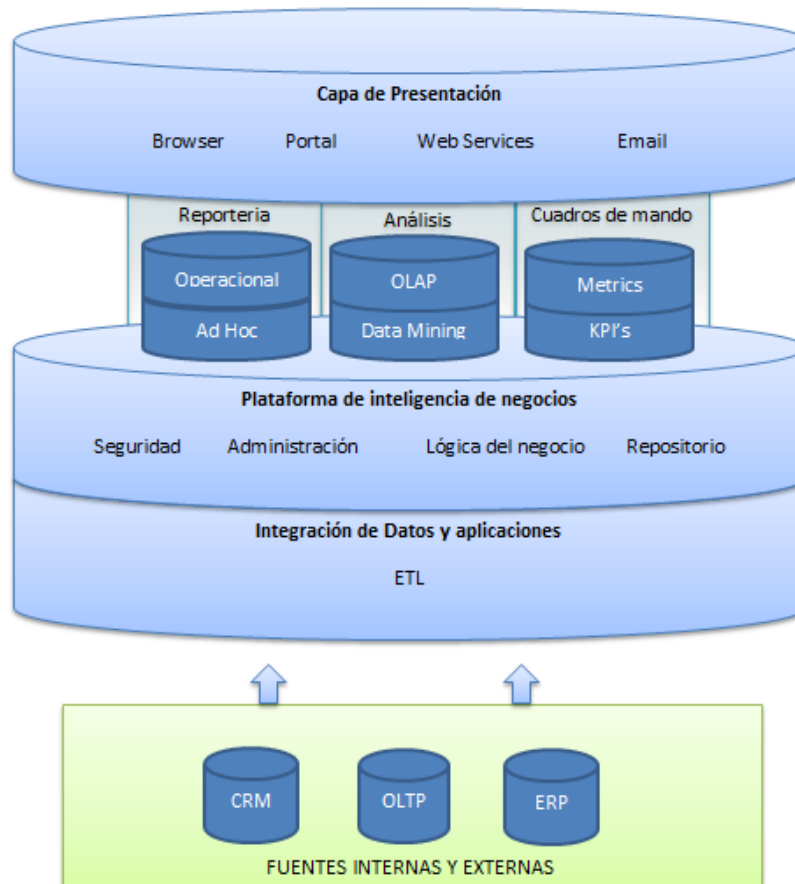 Capa de Presentación
Browser Portal Web Services Email
Reporteria Análisis Cuadros de mando
Operacional OLAP Metrics
Ad Hoc Data Mining KPI's
Plataforma de inteligencia de negocios
Seguridad Administración Lógica del negocio Repositorio
Integración de Datos y aplicaciones
ETL
CRM OLTP ERP
FUENTES INTERNAS Y EXTERNAS